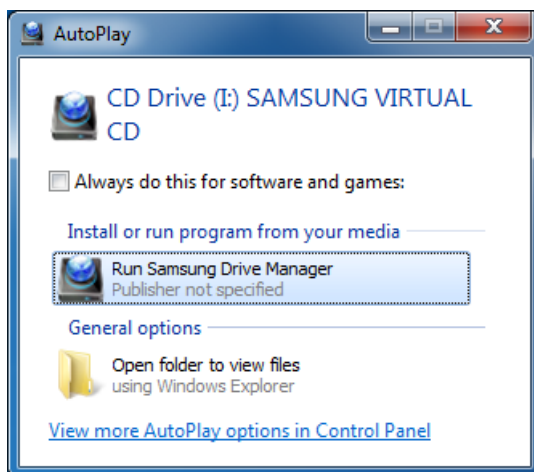 AutoPlay
CD Drive (I:) SAMSUNG VIRTUAL
CD
Always do this for software and games:
Install or run program from your media
Run Samsung Drive Manager
Publisher not specified
General options
Open folder to view files
using Windows Explorer
View more AutoPlay options in Control Panel